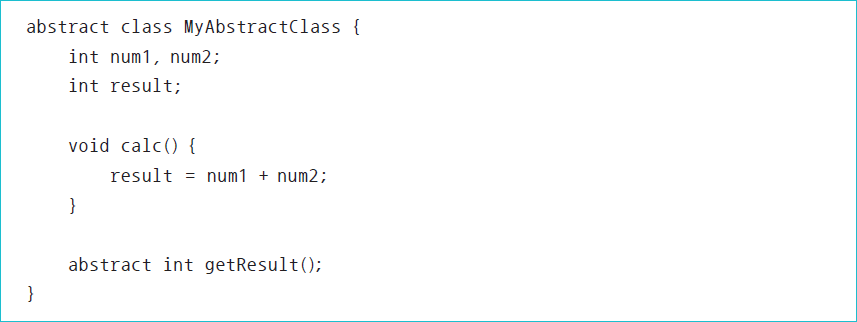 abstract class MyAbstractClass {
    int num1, num2;
    int result;

    void calc() {
        result = num1 + num2;
    }

    abstract int getResult();
}